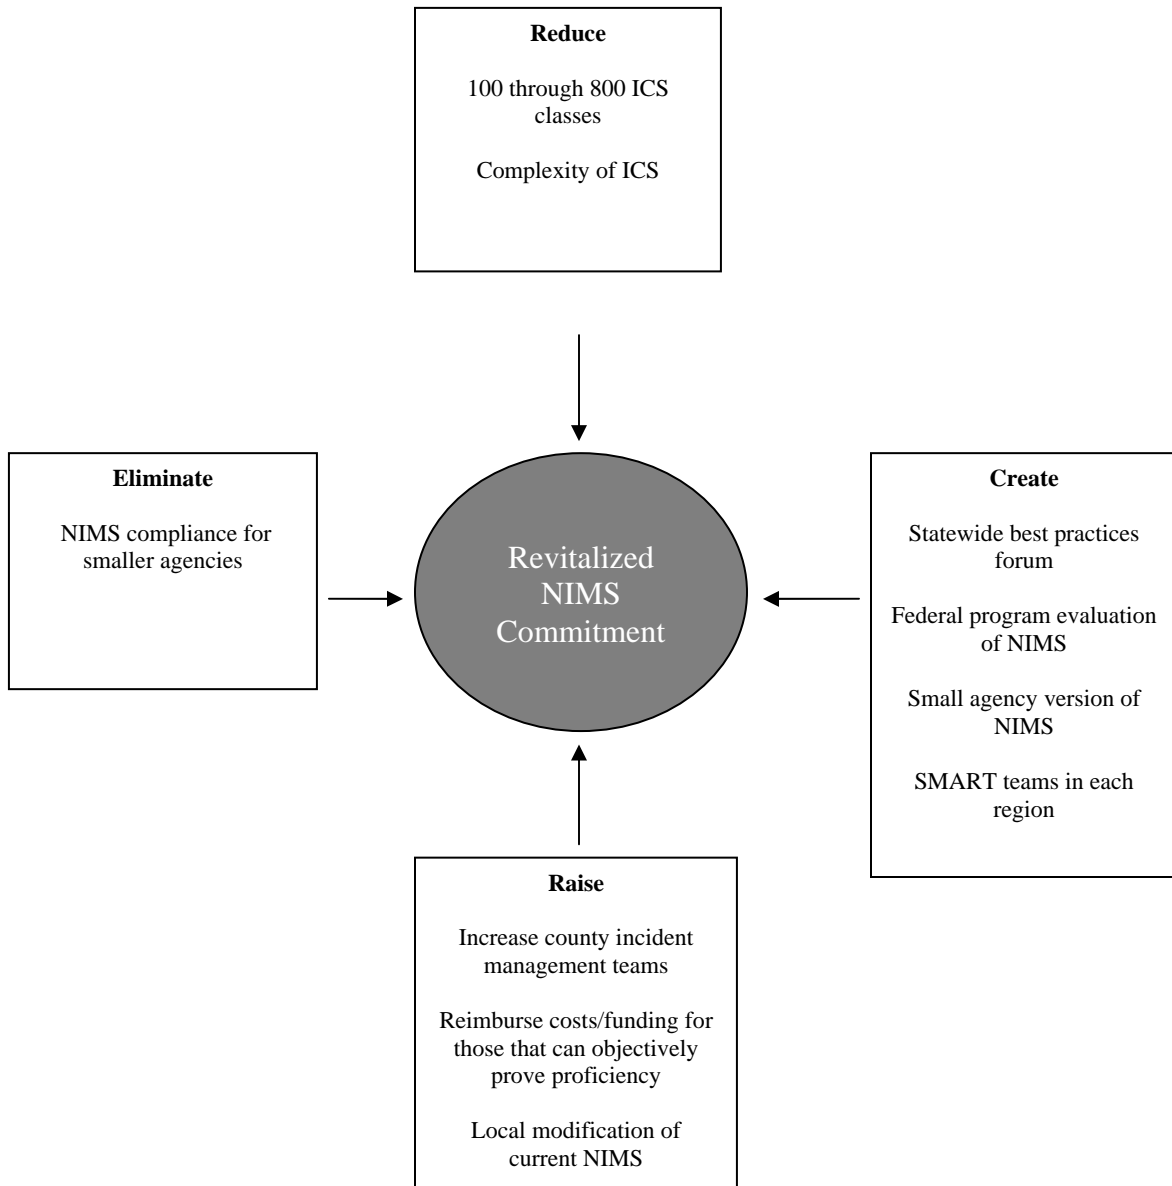 Reduce
100 through 800 ICS
classes
Complexity of ICS
Eliminate
NIMS compliance for
smaller agencies
Revitalized
NIMS
Commitment
Create
Statewide best practices
forum
Federal program evaluation
of NIMS
Small agency version of
NIMS
SMART teams in each
region
Raise
Increase county incident
management teams
Reimburse costs/funding for
those that can objectively
prove proficiency
Local modification of
current NIMS